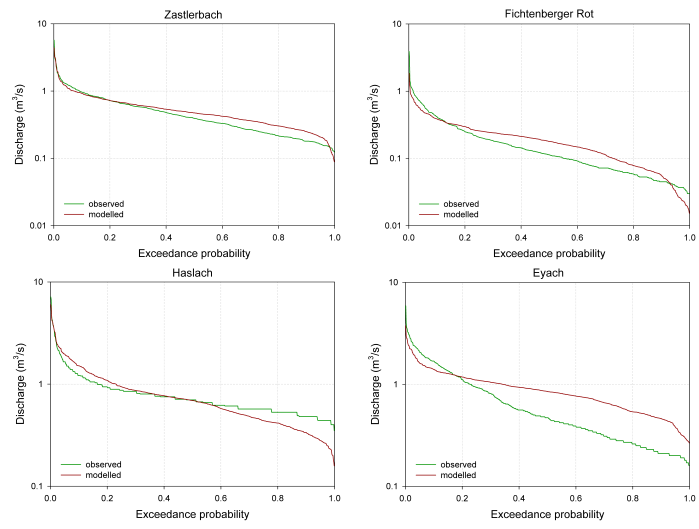 Zastlerbach
10
1
0.1
0.01
Discharge (m³/s)
observed
modelled
0.0 0.2 0.4 0.6 0.8 1.0
Exceedance probability
Fichtenberger Rot
10
1
0.1
0.01
Discharge (m³/s)
observed
modelled
0.0 0.2 0.4 0.6 0.8 1.0
Exceedance probability
Haslach
10
1
0.1
Discharge (m³/s)
observed
modelled
0.0 0.2 0.4 0.6 0.8 1.0
Exceedance probability
Eyach
10
1
0.1
Discharge (m³/s)
observed
modelled
0.0 0.2 0.4 0.6 0.8 1.0
Exceedance probability